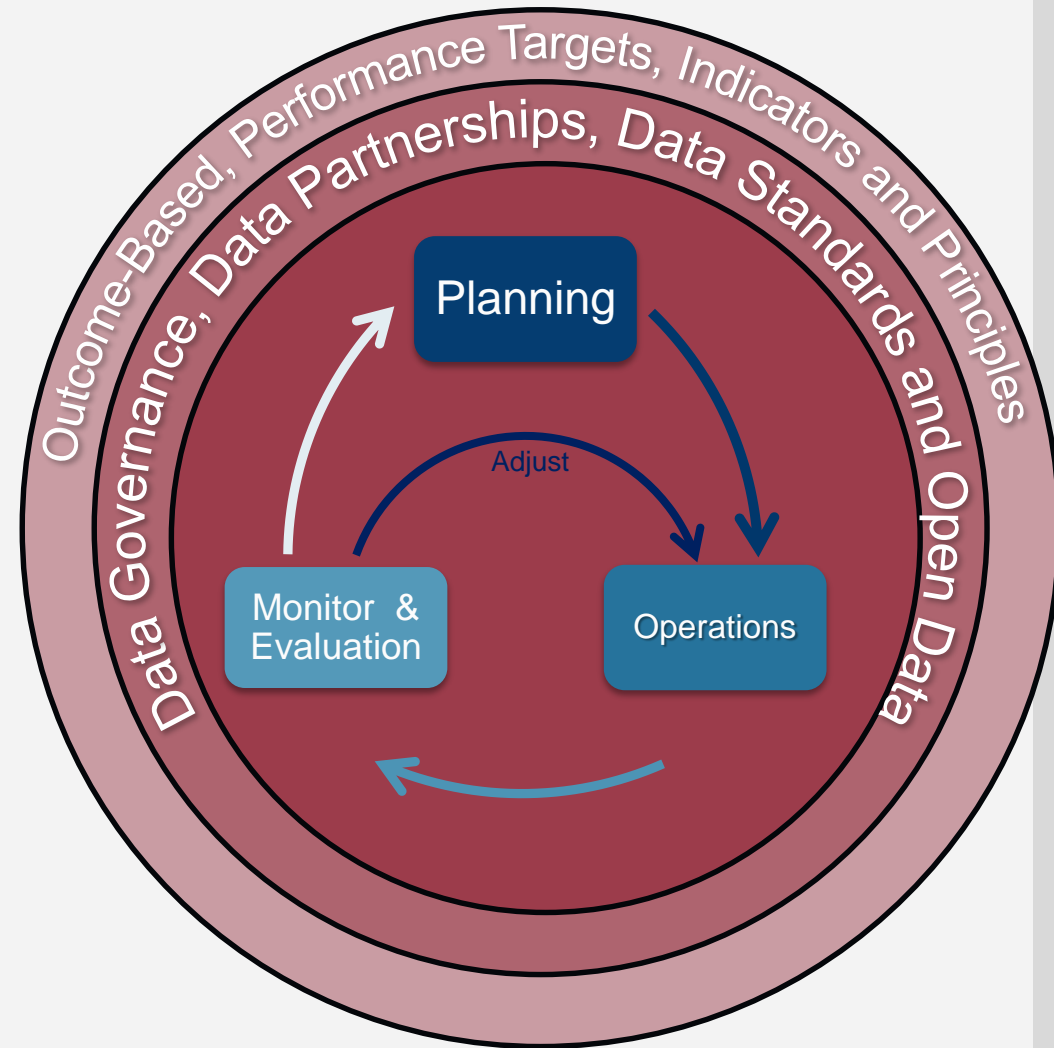 Outcome-Based, Performance Targets, Indicators and Principles
Data Governance, Data Partnerships, Data Standards and Open Data
Planning
Adjust
Monitor & 
Evaluation
Operations